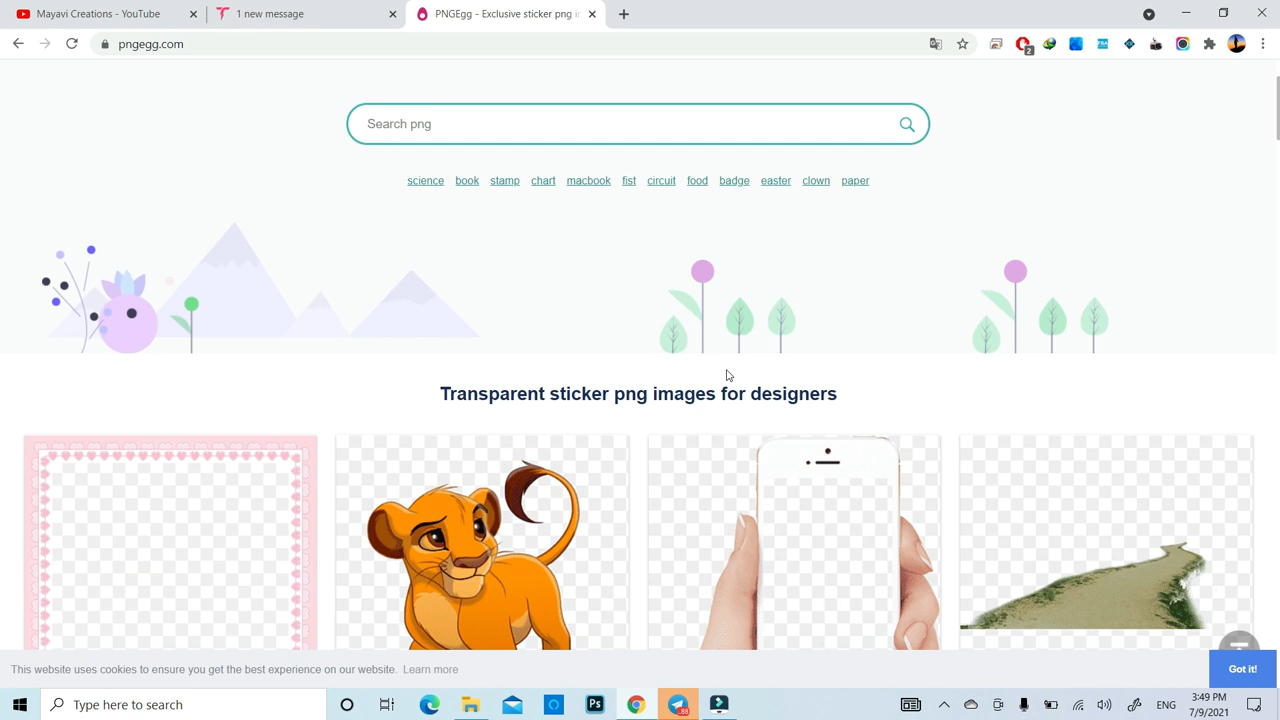 Mayavi Creations - YouTube
1 new message
PNGEgg - Exclusive sticker png i
pngegg.com
2
Search png
science book stamp chart macbook fist circuit food badge easter clown paper
Transparent sticker png images for designers
This website uses cookies to ensure you get the best experience on our website. Learn more
Got it!
Type here to search
Ps
ENG
3:49 PM
7/9/2021